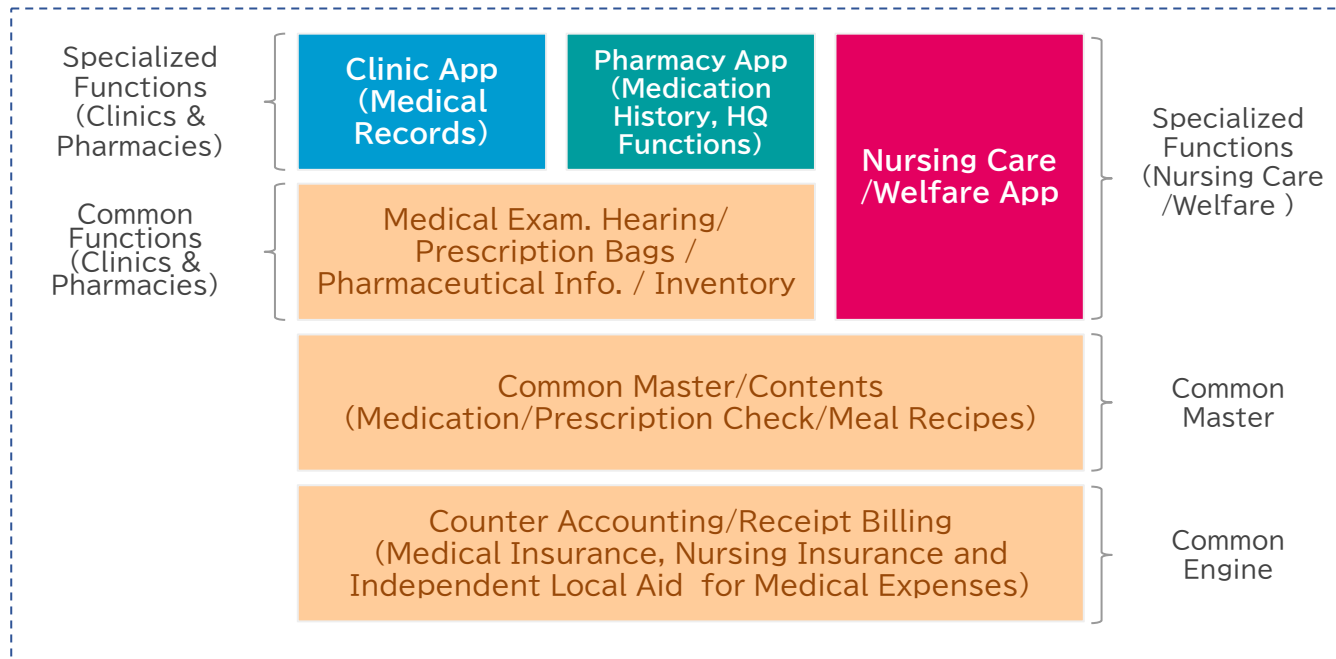 Specialized
Functions
(Clinics &
Pharmacies)
Clinic App
(Medical
Records)
Pharmacy App
(Medication
History, HQ
Functions)
Nursing Care
/Welfare App
Specialized
Functions
(Nursing Care
/Welfare )
Common
Functions
(Clinics &
Pharmacies)
Medical Exam. Hearing/
Prescription Bags /
Pharmaceutical Info. / Inventory
Common Master/Contents
(Medication/Prescription Check/Meal Recipes)
Common
Master
Counter Accounting/Receipt Billing
(Medical Insurance, Nursing Insurance and
Independent Local Aid for Medical Expenses)
Common
Engine